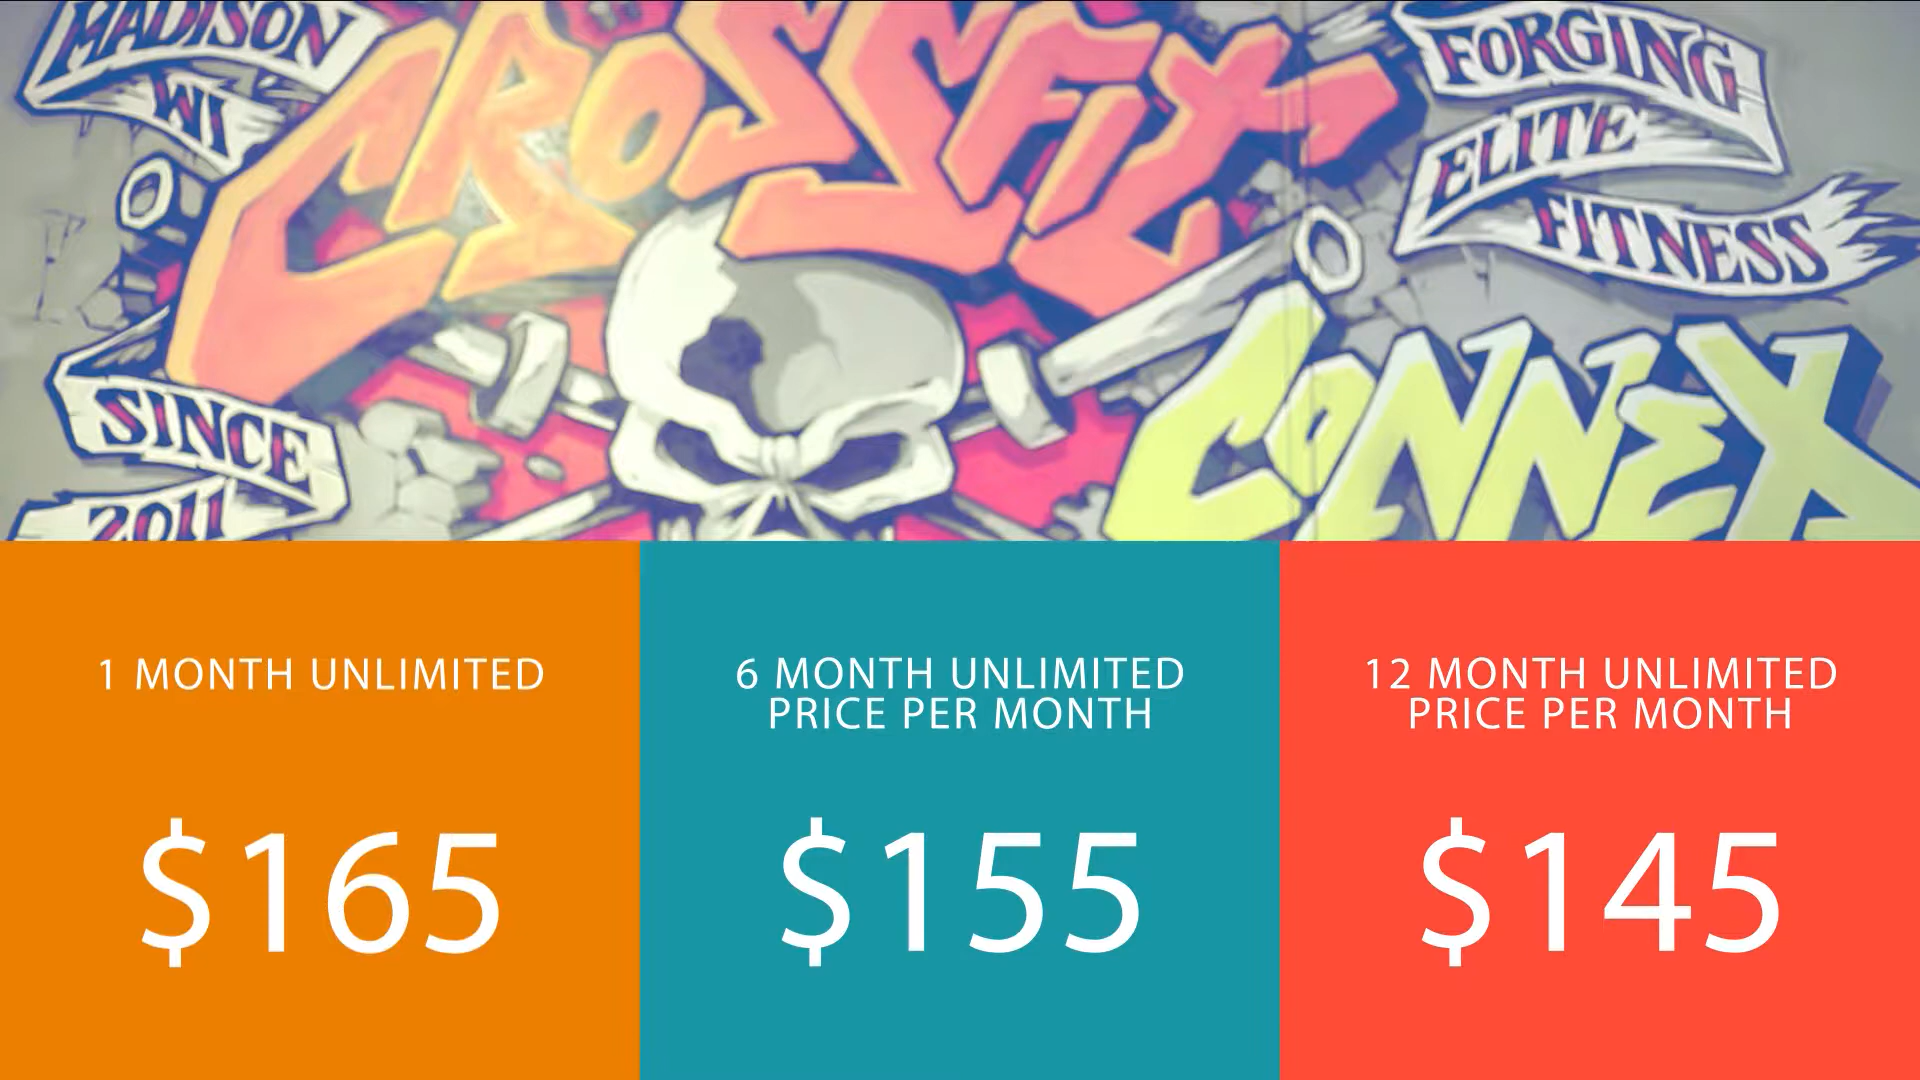 MADISON
WI
CROSSFIT
FORGING
ELITE
FITNESS
CONNEX
SINCE
2011
1 MONTH UNLIMITED
$165
6 MONTH UNLIMITED
PRICE PER MONTH
$155
12 MONTH UNLIMITED
PRICE PER MONTH
$145